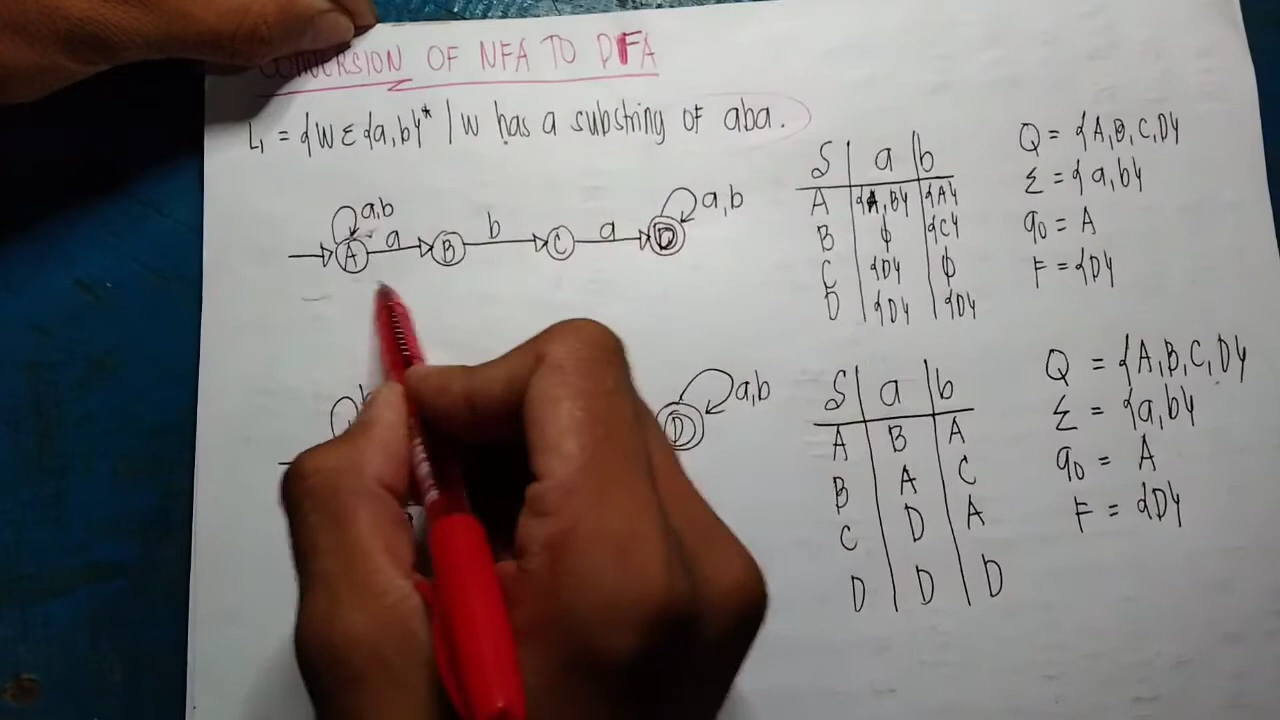 CONVERSION OF NFA TO DFA
L₁ = {W ε {a,b}* / w has a substring of aba.
a,b
a
b
a
a,b
A
B
C
D
S | a | b
A | {A,B} | {A}
B | ϕ | {C}
C | {D} | ϕ
D | {D} | {D}
Q = {A,B,C,D}
Σ = {a,b}
q0 = A
F = {D}
b
D
a,b
S | a | b
A | B | A
B | A | C
C | D | A
D | D | D
Q = {A,B,C,D}
Σ = {a,b}
q0 = A
F = {D}